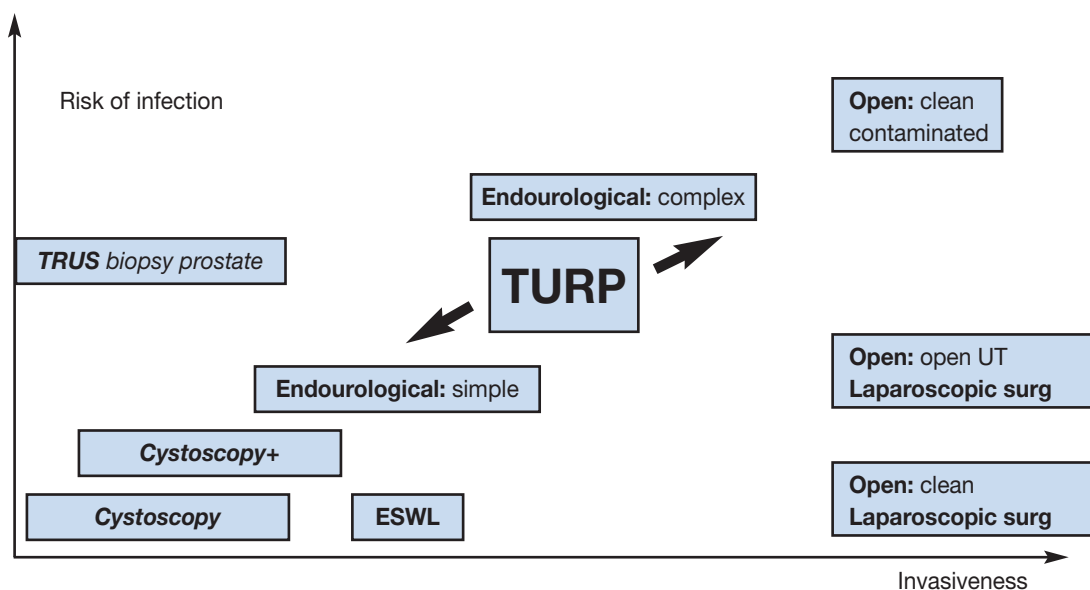 Risk of infection
Open: clean
contaminated
Endourological: complex
TRUS biopsy prostate
TURP
Open: open UT
Laparoscopic surg
Endourological: simple
Cystoscopy+
Cystoscopy
ESWL
Open: clean
Laparoscopic surg
Invasiveness